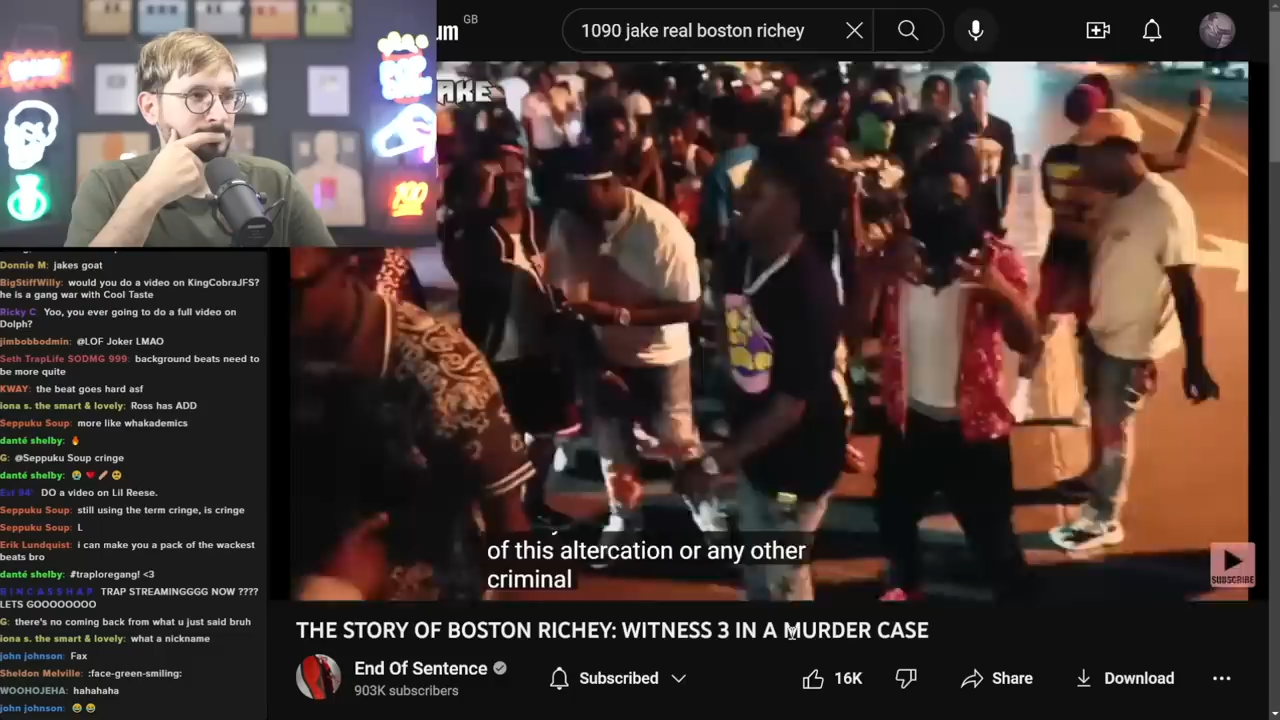 um
GB
1090 jake real boston richey
AKE
100
Donnie M: jakes goat
BigStiffWilly: would you do a video on KingCobraJFS?
he is a gang war with Cool Taste
Ricky C: Yoo, you ever going to do a full video on
Dolph?
jimbobbodmin: @LOF Joker LMAO
Seth TrapLife SODMG 999: background beats need to
be more quite
KWAY: the beat goes hard asf
iona s. the smart & lovely: Ross has ADD
Seppuku Soup: more like whakademics
danté shelby: 🔥
G: @Seppuku Soup cringe
danté shelby:
DO a video on Lil Reese.
Seppuku Soup: still using the term cringe, is cringe
Seppuku Soup: L
Erik Lundquist: i can make you a pack of the wackest
beats bro
danté shelby: #traploregang! <3
B I N C A S S H A P TRAP STREAMINGGGG NOW ????
LETS GOOOOOOOO
G: there's no coming back from what u just said bruh
iona s. the smart & lovely: what a nickname
john johnson: Fax
Sheldon Melville: :face-green-smiling:
WOOHOJEHA: hahahaha
john johnson: 😄 😄
of this altercation or any other
criminal
SUBSCRIBE
THE STORY OF BOSTON RICHEY: WITNESS 3 IN A MURDER CASE
End Of Sentence
903K subscribers
Subscribed
16K
Share
Download